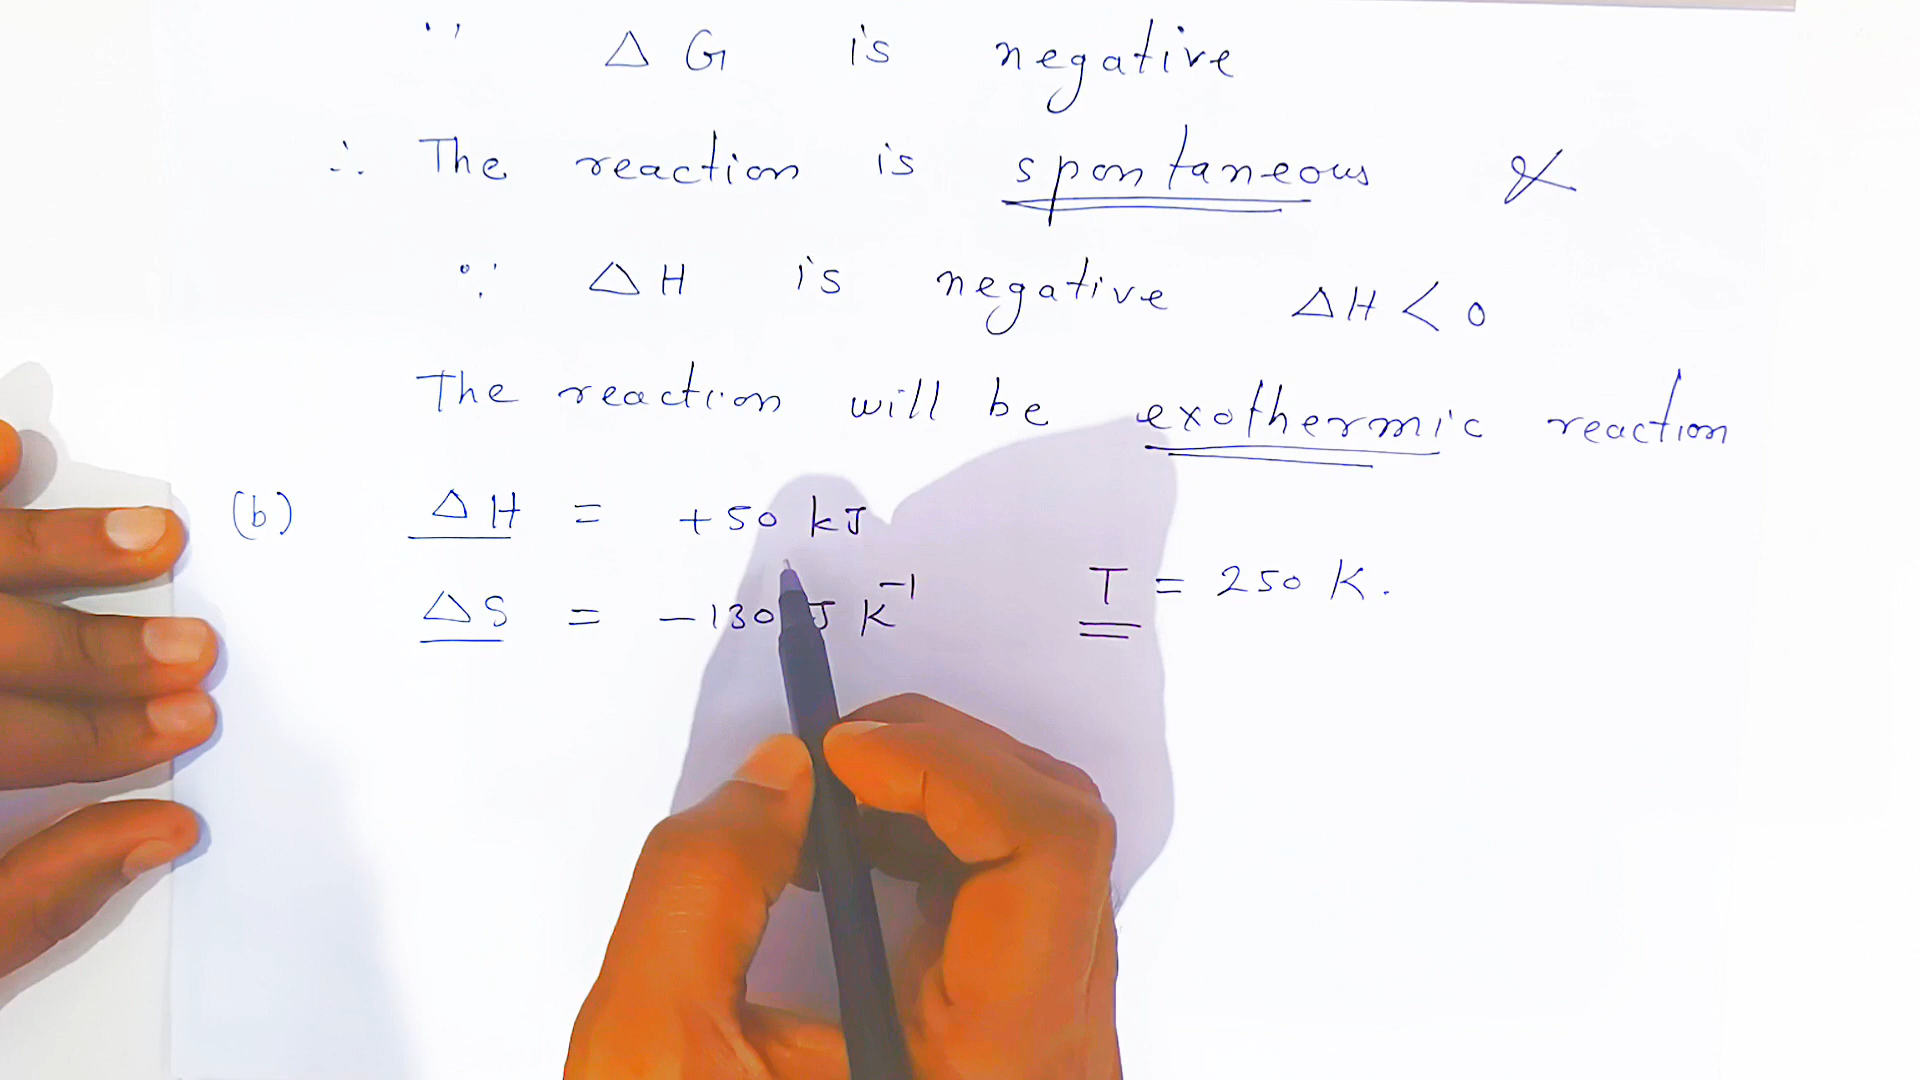 ∵ ΔG is negative
∴ The reaction is spontaneous &
∵ ΔH is negative ΔH < 0
The reaction will be exothermic reaction
(b) ΔH = +50 kJ
ΔS = -130 J K⁻¹ T = 250 K.